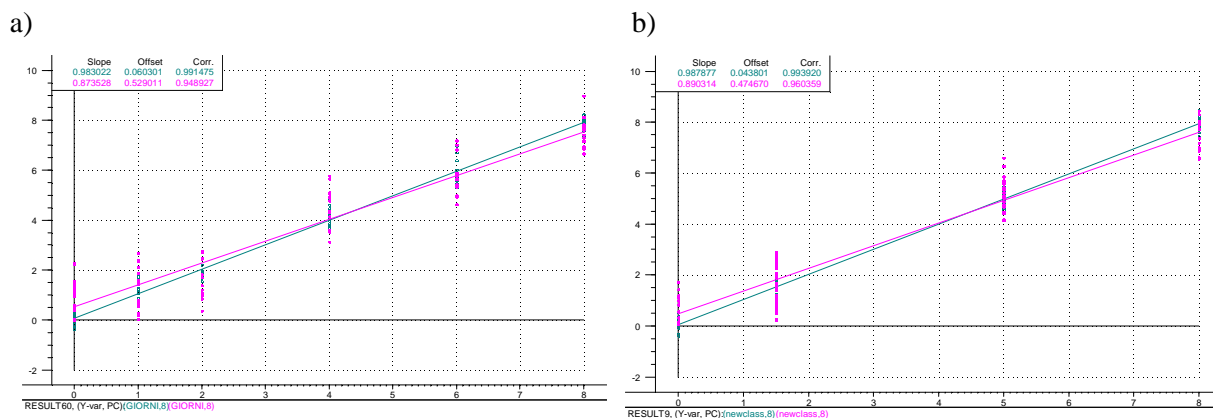 a)
Slope Offset Corr.
0.983022 0.060301 0.991475
0.873528 0.529011 0.948927
10
8
6
4
2
0
-2
0 1 2 3 4 5 6 7 8
RESULT60, (Y-var, PC):(GIORNI,8)(GIORNI,8)
b)
Slope Offset Corr.
0.987877 0.043801 0.993920
0.890314 0.474670 0.960359
10
8
6
4
2
0
-2
0 1 2 3 4 5 6 7 8
RESULT9, (Y-var, PC):(newclass,8)(newclass,8)